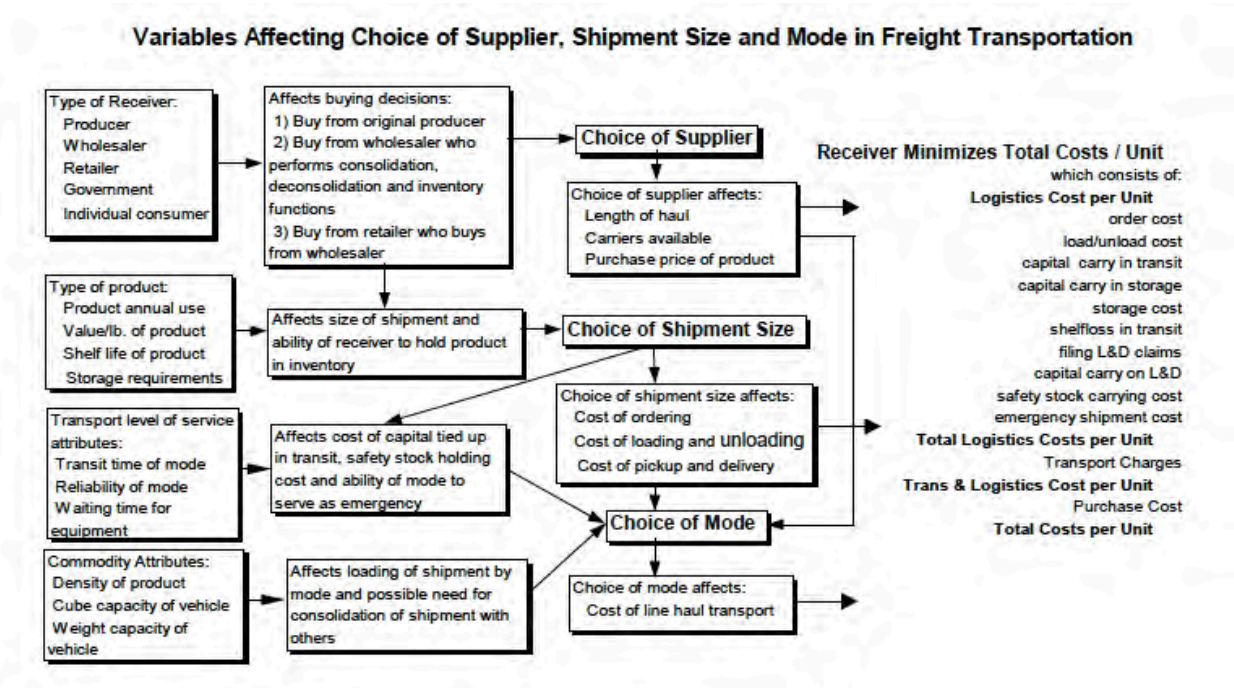 Variables Affecting Choice of Supplier, Shipment Size and Mode in Freight Transportation
Type of Receiver:
Producer
Wholesaler
Retailer
Government
Individual consumer
Affects buying decisions:
1) Buy from original producer
2) Buy from wholesaler who
performs consolidation,
deconsolidation and inventory
functions
3) Buy from retailer who buys
from wholesaler
Choice of Supplier
Choice of supplier affects:
Length of haul
Carriers available
Purchase price of product
Type of product:
Product annual use
Value/lb. of product
Shelf life of product
Storage requirements
Affects size of shipment and
ability of receiver to hold product
in inventory
Choice of Shipment Size
Choice of shipment size affects:
Cost of ordering
Cost of loading and unloading
Cost of pickup and delivery
Transport level of service
attributes:
Transit time of mode
Reliability of mode
Waiting time for
equipment
Affects cost of capital tied up
in transit, safety stock holding
cost and ability of mode to
serve as emergency
Choice of Mode
Commodity Attributes:
Density of product
Cube capacity of vehicle
Weight capacity of
vehicle
Affects loading of shipment by
mode and possible need for
consolidation of shipment with
others
Choice of mode affects:
Cost of line haul transport
Receiver Minimizes Total Costs / Unit
which consists of:
Logistics Cost per Unit
order cost
load/unload cost
capital carry in transit
capital carry in storage
storage cost
shelfloss in transit
filing L&D claims
capital carry on L&D
safety stock carrying cost
emergency shipment cost
Total Logistics Costs per Unit
Transport Charges
Trans & Logistics Cost per Unit
Purchase Cost
Total Costs per Unit